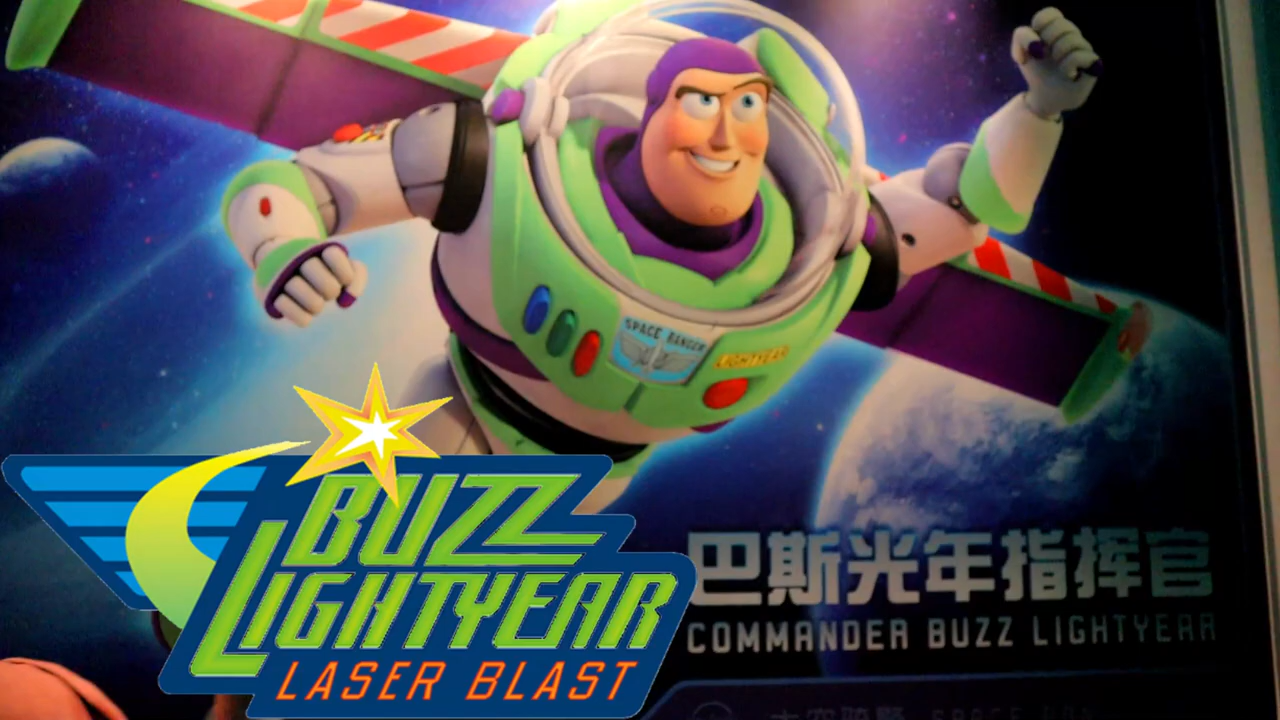 SPACE RANGER
LIGHTYEAR
BUZZ
LIGHTYEAR
LASER BLAST
巴斯光年指挥官
COMMANDER BUZZ LIGHTYEAR